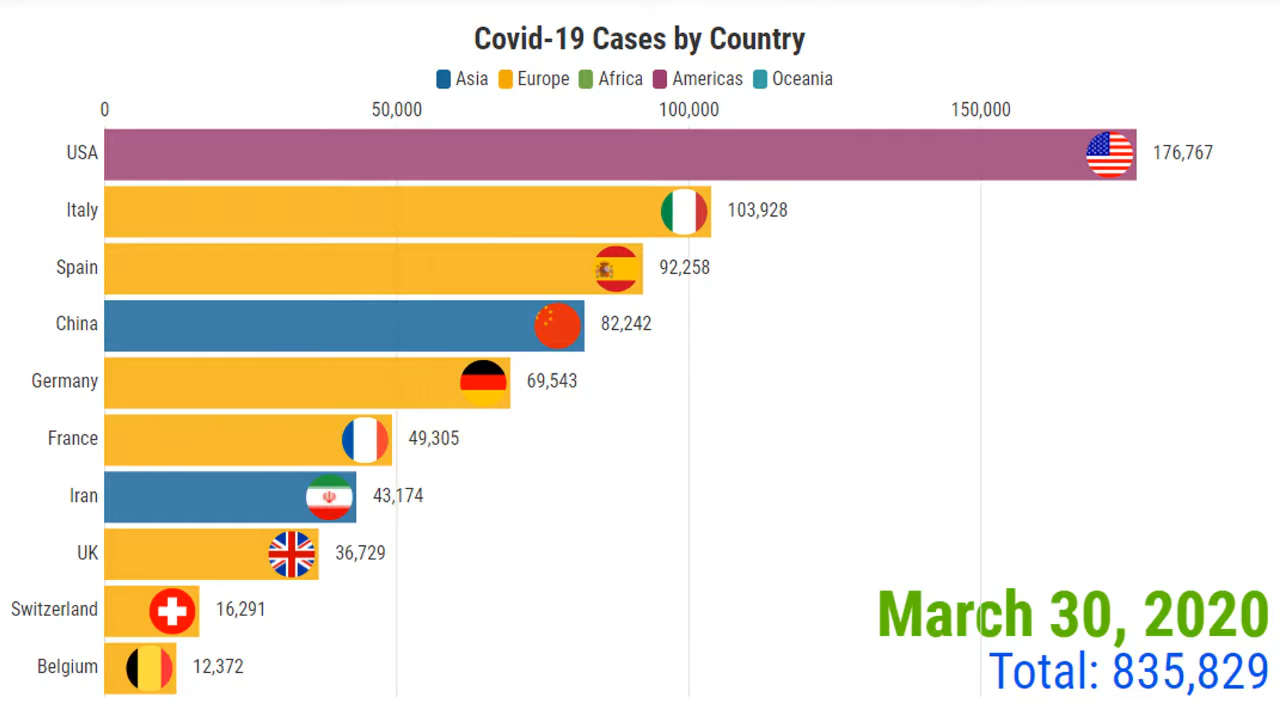 Covid-19 Cases by Country
Asia Europe Africa Americas Oceania
0 50,000 100,000 150,000
USA 176,767
Italy 103,928
Spain 92,258
China 82,242
Germany 69,543
France 49,305
Iran 43,174
UK 36,729
Switzerland 16,291
Belgium 12,372
March 30, 2020
Total: 835,829